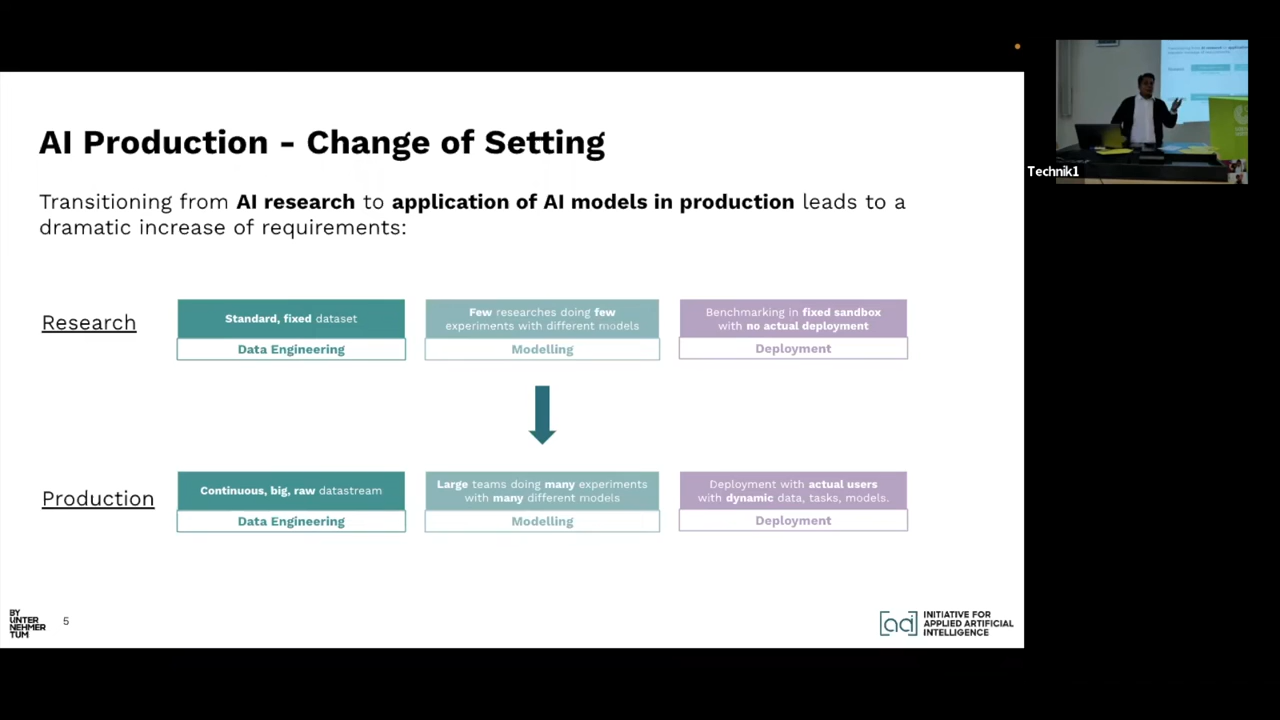 AI Production - Change of Setting
Transitioning from AI research to application of AI models in production leads to a
dramatic increase of requirements:
Research
Standard, fixed dataset
Data Engineering
Few researches doing few
experiments with different models
Modelling
Benchmarking in fixed sandbox
with no actual deployment
Deployment
Production
Continuous, big, raw datastream
Data Engineering
Large teams doing many experiments
with many different models
Modelling
Deployment with actual users
with dynamic data, tasks, models.
Deployment
BY
UNTER
NEHMER
TUM
5
[ai]
INITIATIVE FOR
APPLIED ARTIFICIAL
INTELLIGENCE
Technik1